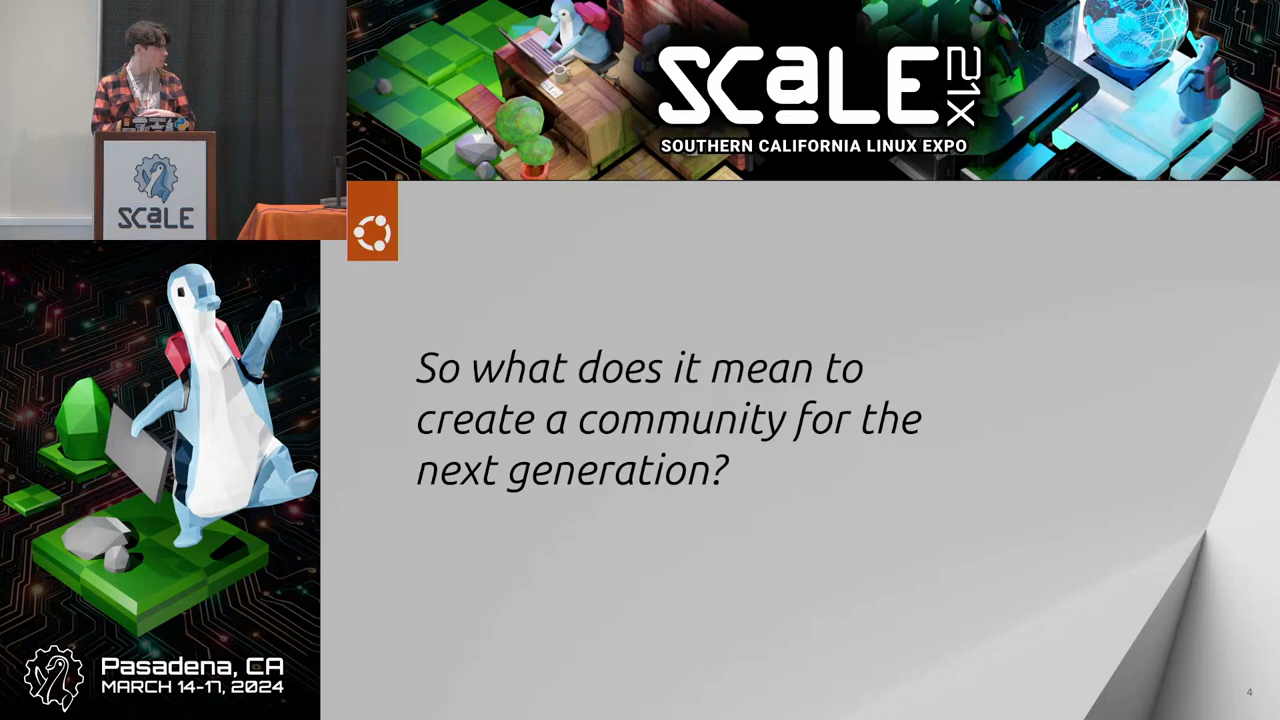 SCaLE
21X
SOUTHERN CALIFORNIA LINUX EXPO
SCaLE
So what does it mean to
create a community for the
next generation?
Pasadena, CA
MARCH 14-17, 2024
4